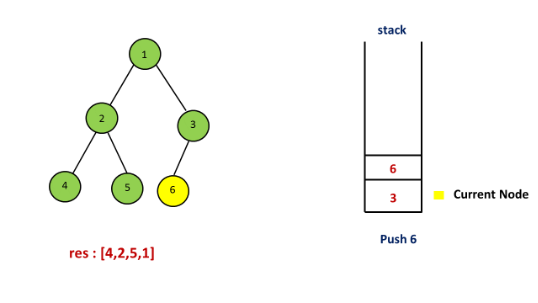 stack
1
2
3
4
5
6
6
3
Current Node
Push 6
res : [4,2,5,1]